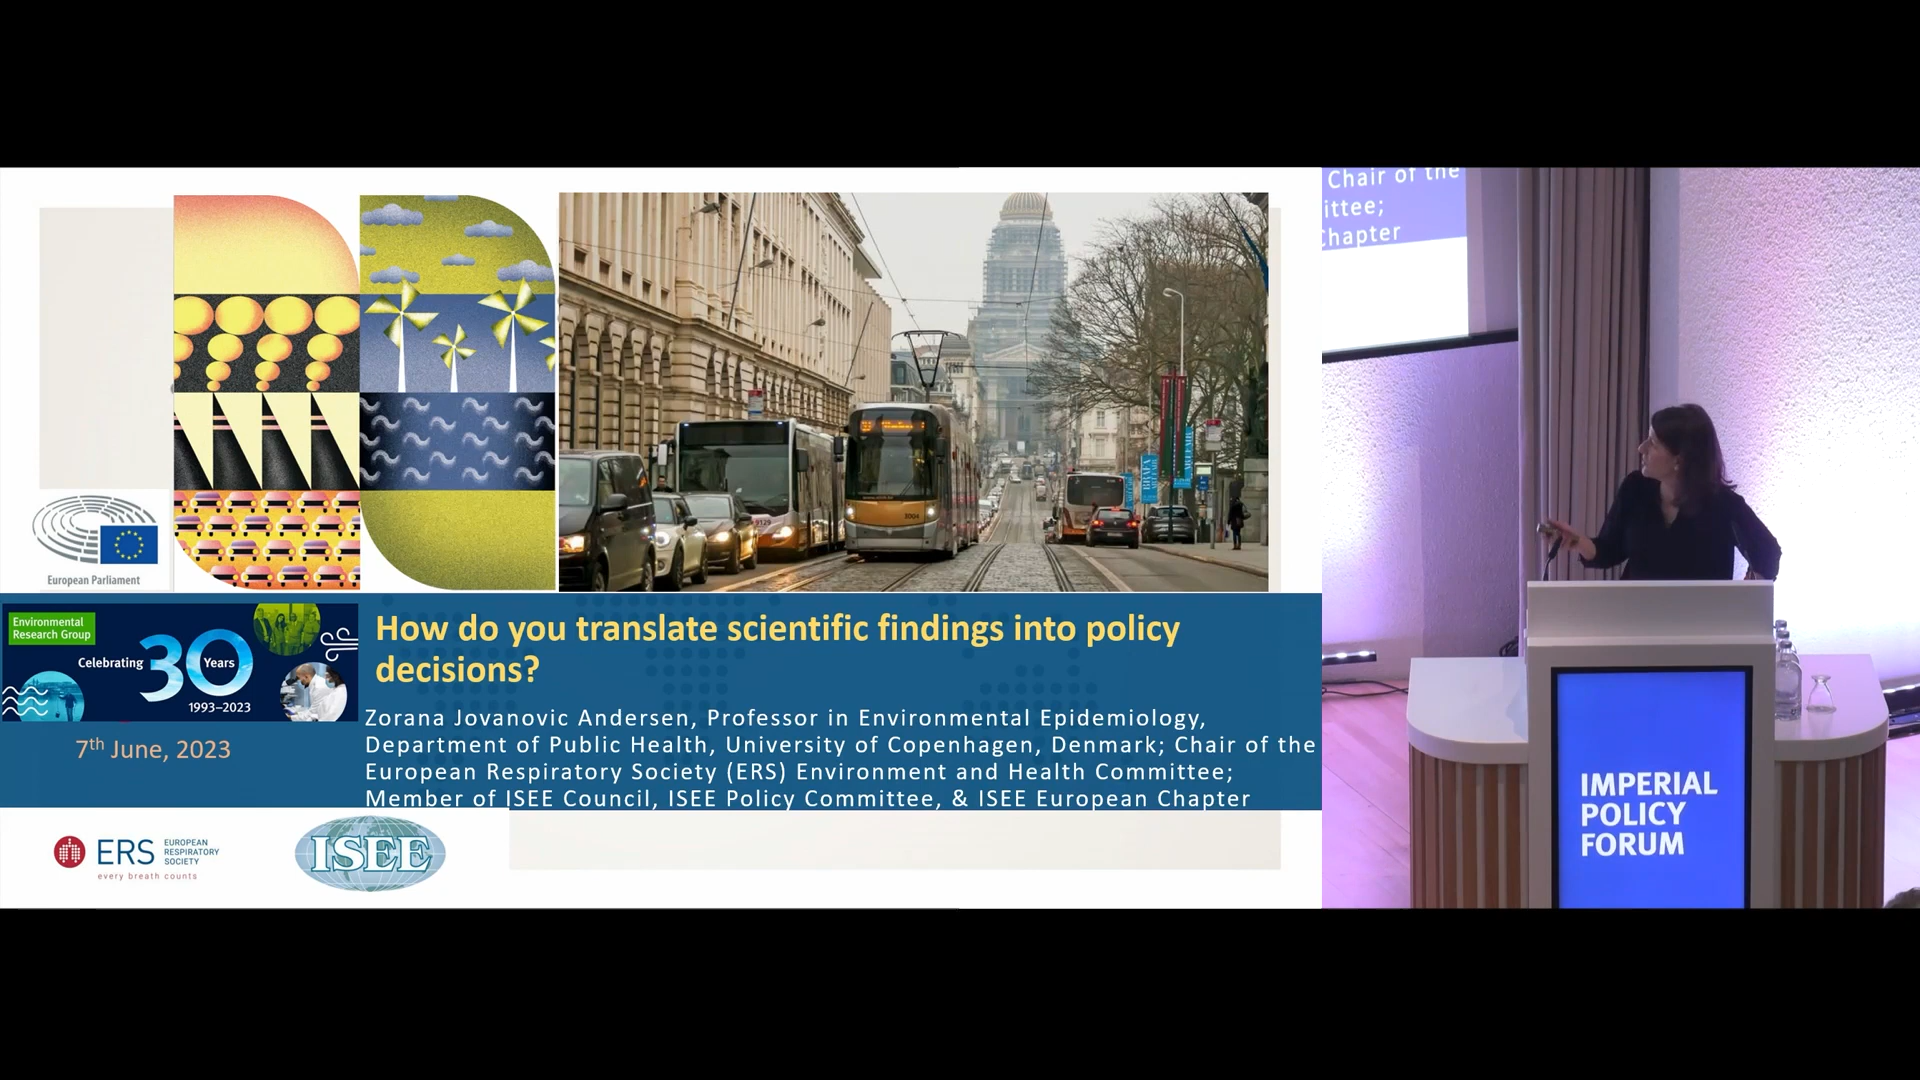 European Parliament
Environmental
Research Group
Celebrating 30 Years
1993–2023
How do you translate scientific findings into policy
decisions?
7th June, 2023
Zorana Jovanovic Andersen, Professor in Environmental Epidemiology,
Department of Public Health, University of Copenhagen, Denmark; Chair of the
European Respiratory Society (ERS) Environment and Health Committee;
Member of ISEE Council, ISEE Policy Committee, & ISEE European Chapter
ERS
EUROPEAN
RESPIRATORY
SOCIETY
every breath counts
ISEE
Chair of the
ittee;
Chapter
IMPERIAL
POLICY
FORUM